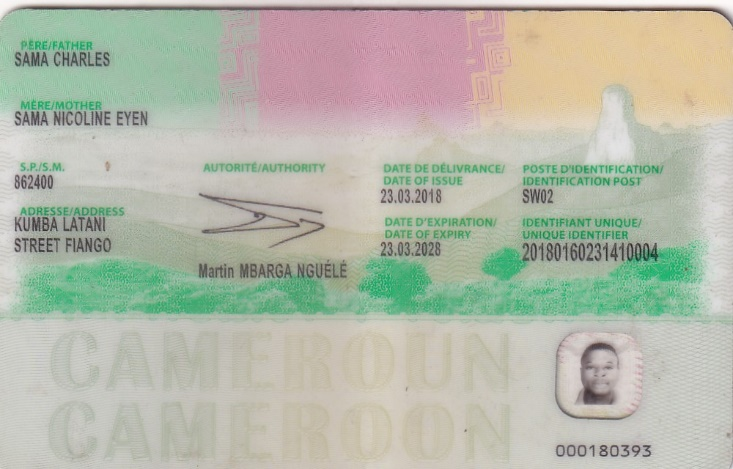 PÈRE/FATHER
SAMA CHARLES
MÈRE/MOTHER
SAMA NICOLINE EYEN
S.P./S.M.
862400
ADRESSE/ADDRESS
KUMBA LATANI
STREET FIANGO
AUTORITÉ/AUTHORITY
Martin MBARGA NGUÉLÉ
DATE DE DÉLIVRANCE/
DATE OF ISSUE
23.03.2018
DATE D'EXPIRATION/
DATE OF EXPIRY
23.03.2028
POSTE D'IDENTIFICATION/
IDENTIFICATION POST
SW02
IDENTIFIANT UNIQUE/
UNIQUE IDENTIFIER
20180160231410004
CAMEROUN
CAMEROON
000180393